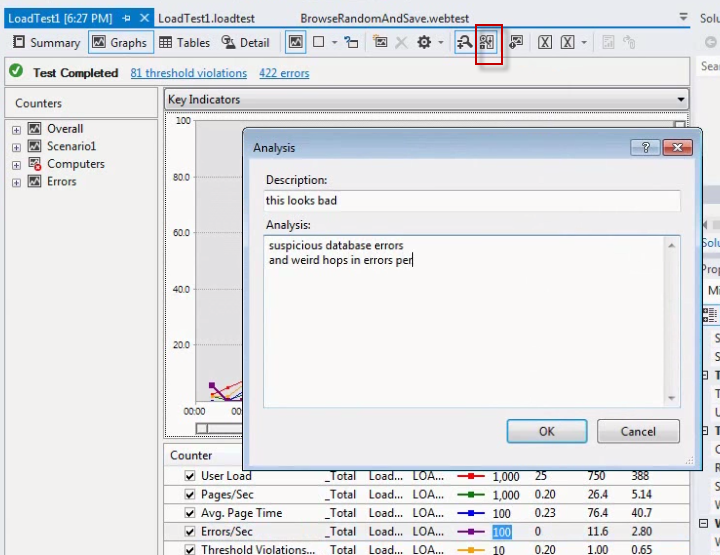 LoadTest1 [6:27 PM]
LoadTest1.loadtest
BrowseRandomAndSave.webtest
Summary
Graphs
Tables
Detail
Test Completed
81 threshold violations
422 errors
Counters
Overall
Scenario1
Computers
Errors
Key Indicators
100
80.0
60.0
40.0
20.0
00:00
Analysis
Description:
this looks bad
Analysis:
suspicious database errors
and weird hops in errors per
OK
Cancel
Counter
User Load _Total Load... LOA... 1,000 25 750 388
Pages/Sec _Total Load... LOA... 1,000 0.20 26.4 5.14
Avg. Page Time _Total Load... LOA... 100 0.23 76.4 40.7
Errors/Sec _Total Load... LOA... 100 0 11.6 2.80
Threshold Violations... _Total Load... LOA... 10 0.20 1.00 0.65